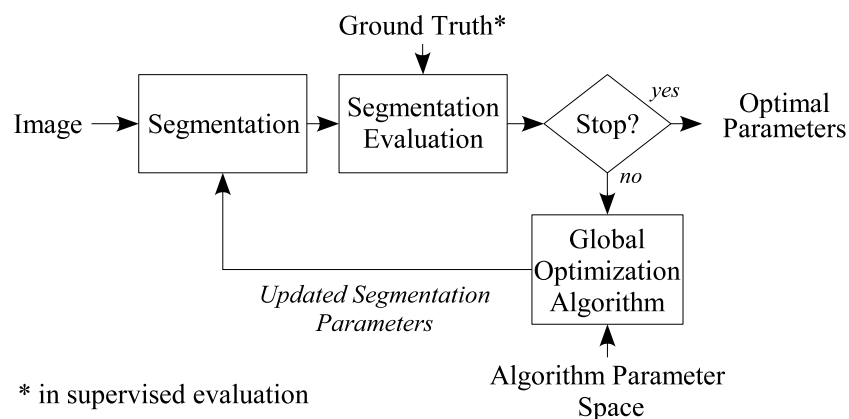 Ground Truth*
Image
Segmentation
Segmentation
Evaluation
Stop?
yes
Optimal
Parameters
no
Global
Optimization
Algorithm
Updated Segmentation
Parameters
Algorithm Parameter
Space
* in supervised evaluation